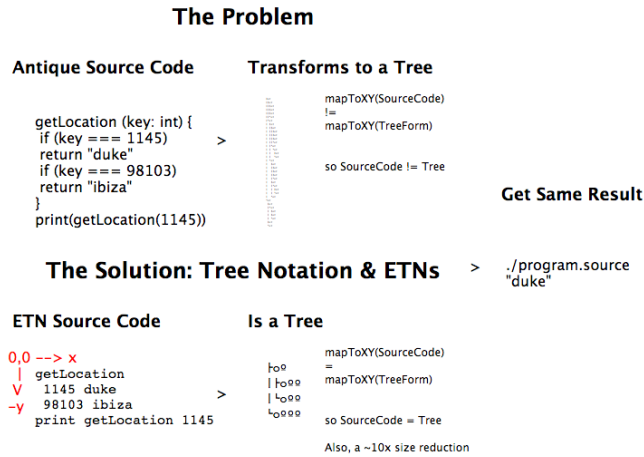 The Problem
Antique Source Code
Transforms to a Tree
getLocation (key: int) {
if (key === 1145)
return "duke"
if (key === 98103)
return "ibiza"
}
print(getLocation(1145))
>
mapToXY(SourceCode)
!=
mapToXY(TreeForm)
so SourceCode != Tree
Get Same Result
The Solution: Tree Notation & ETNs
>
./program.source
"duke"
ETN Source Code
Is a Tree
0,0 --> x
| getLocation
V 1145 duke
-y 98103 ibiza
print getLocation 1145
>
mapToXY(SourceCode)
=
mapToXY(TreeForm)
so SourceCode = Tree
Also, a ~10x size reduction